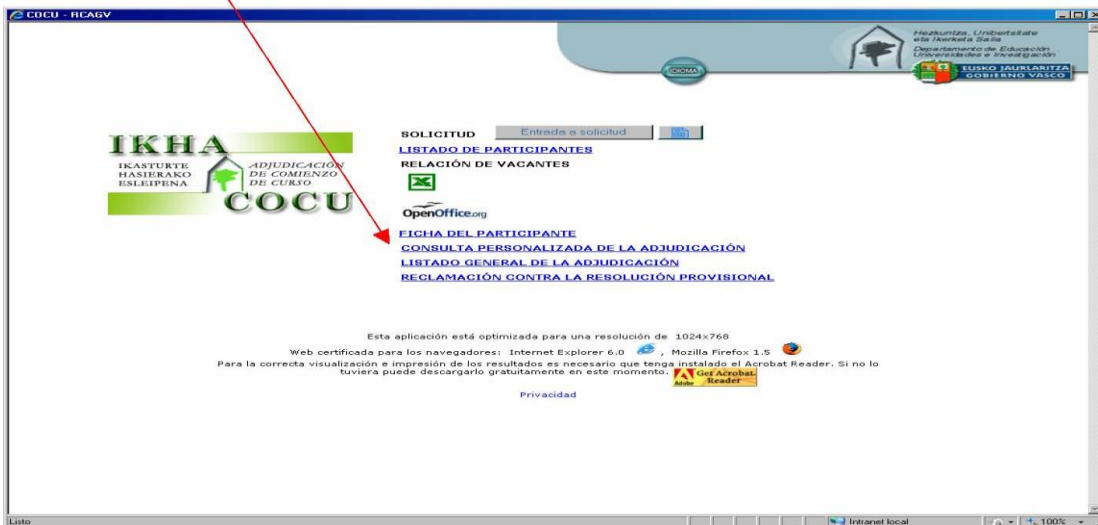 COCU - RCAGV
Hezkuntza, Unibertsitate
eta Ikerketa Saila
Departamento de Educación
Universidades e Investigación
IDIOMA
EUSKO JAURLARITZA
GOBIERNO VASCO
SOLICITUD Entrada a solicitud
LISTADO DE PARTICIPANTES
RELACIÓN DE VACANTES
IKHA
IKASTURTE
HASIERAKO
ESLEIPENA
ADJUDICACIÓN
DE COMIENZO
DE CURSO
COCU
OpenOffice.org
FICHA DEL PARTICIPANTE
CONSULTA PERSONALIZADA DE LA ADJUDICACIÓN
LISTADO GENERAL DE LA ADJUDICACIÓN
RECLAMACIÓN CONTRA LA RESOLUCIÓN PROVISIONAL
Esta aplicación está optimizada para una resolución de 1024x768
Web certificada para los navegadores: Internet Explorer 6.0 , Mozilla Firefox 1.5
Para la correcta visualización e impresión de los resultados es necesario que tenga instalado el Acrobat Reader. Si no lo
tuviera puede descargarlo gratuitamente en este momento. Get Acrobat Reader Adobe
Privacidad
Listo Intranet local 100%